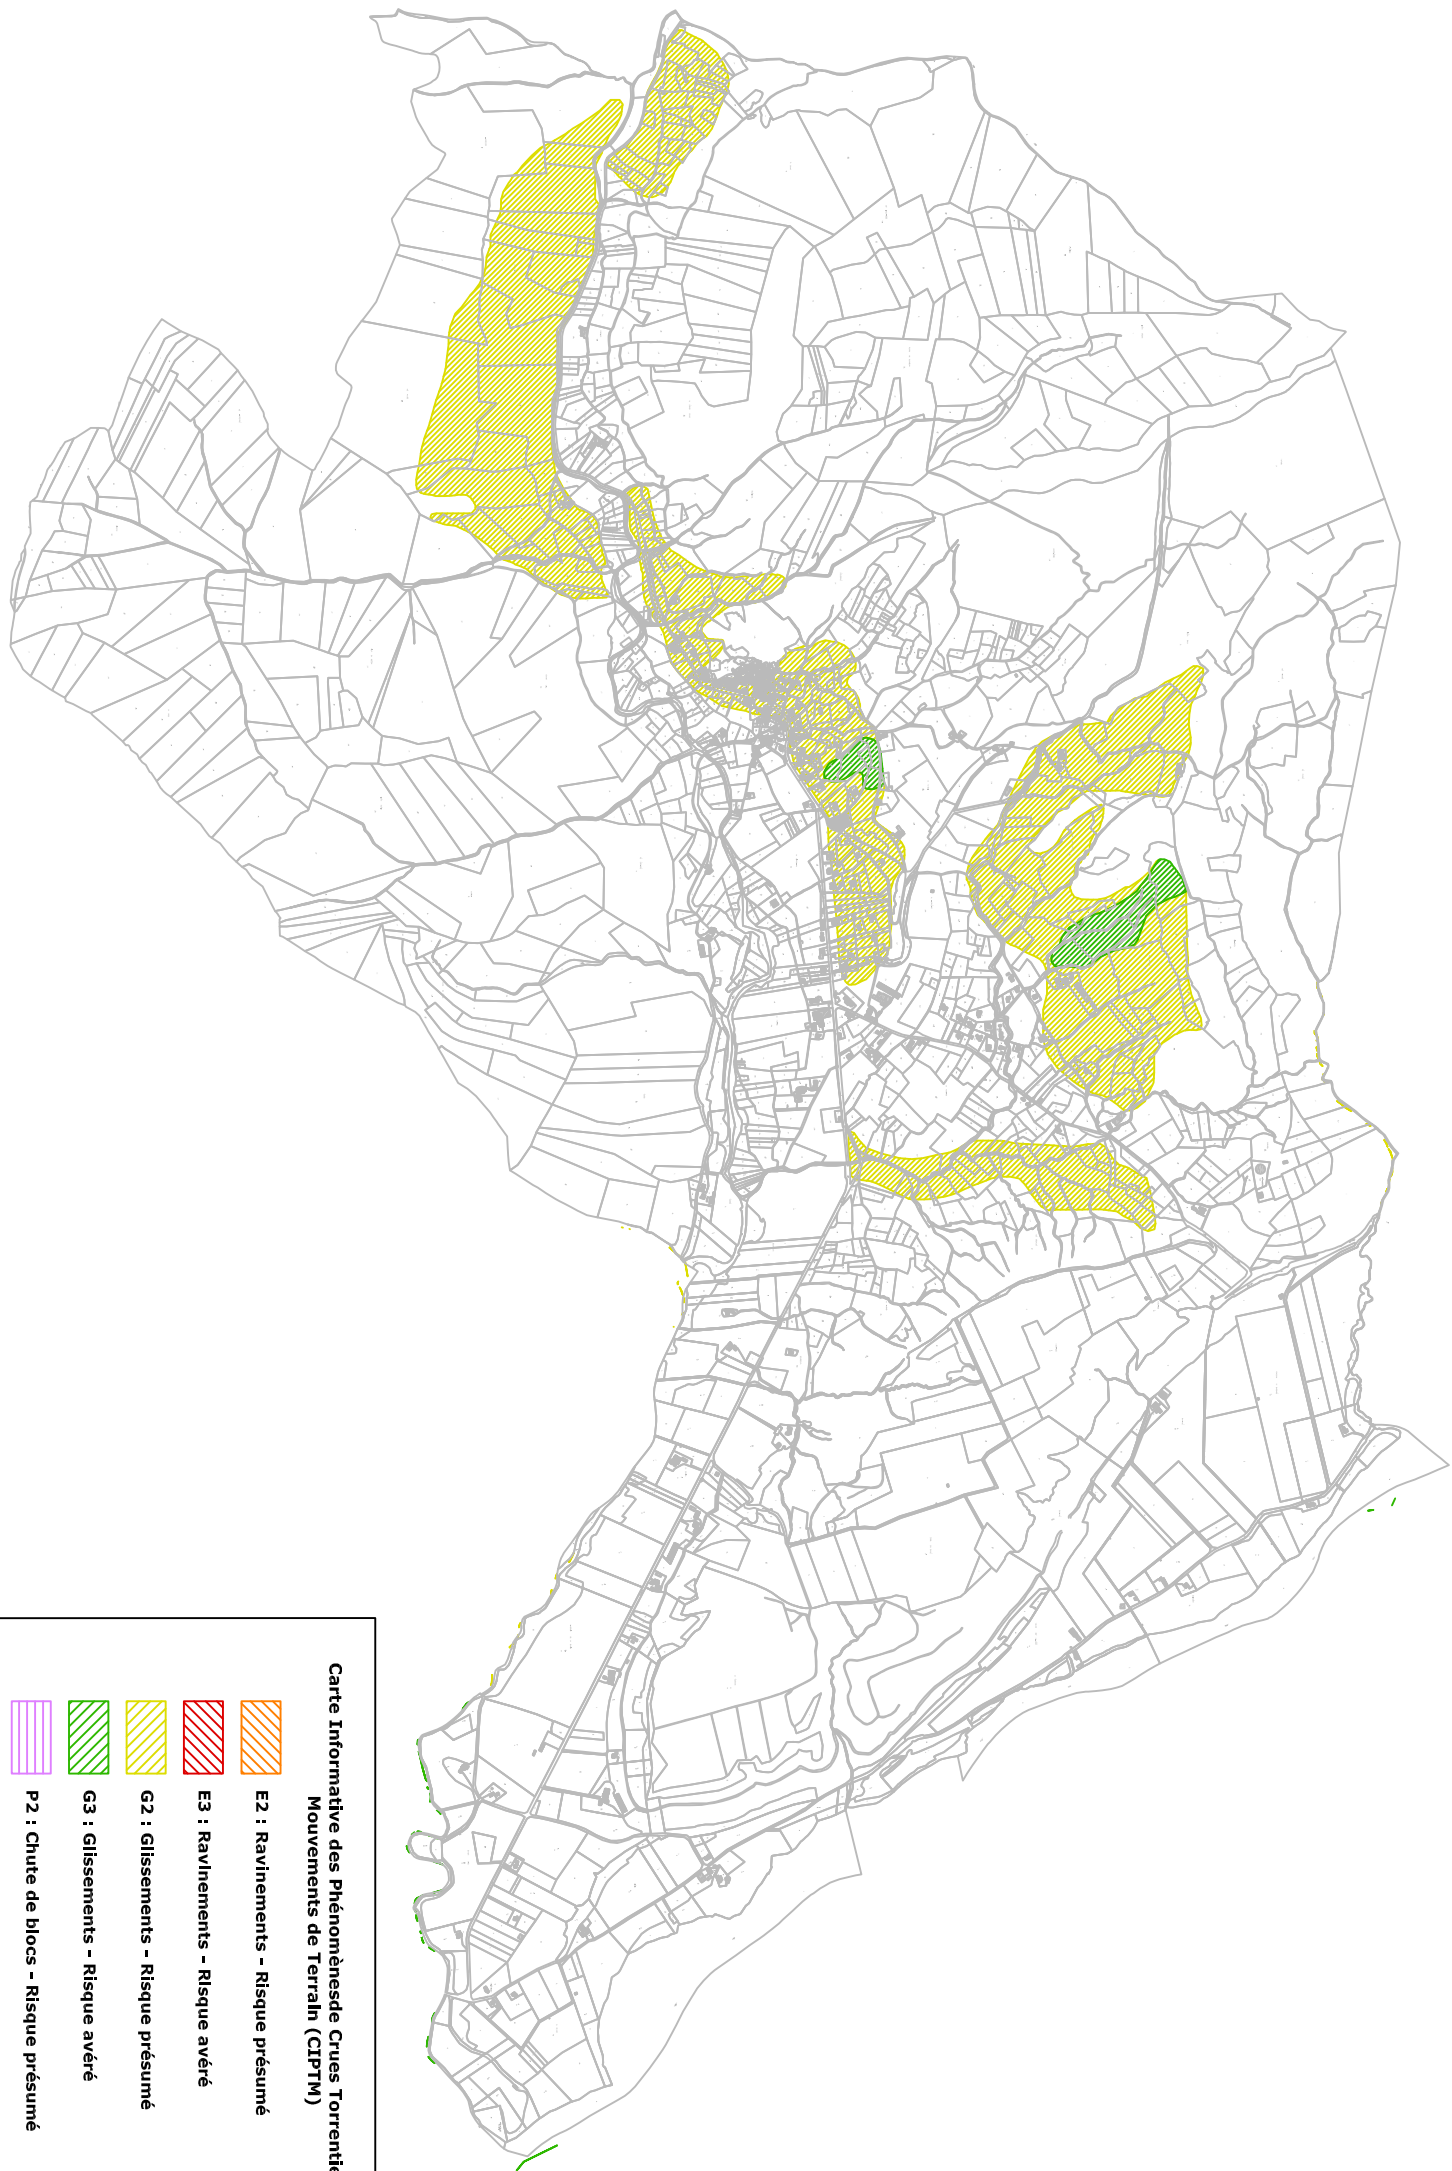 Carte Informative des Phénomènesde Crues Torrentie
Mouvements de Terrain (CIPTM)
E2 : Ravinements - Risque présumé
E3 : Ravinements - Risque avéré
G2 : Glissements - Risque présumé
G3 : Glissements - Risque avéré
P2 : Chute de blocs - Risque présumé